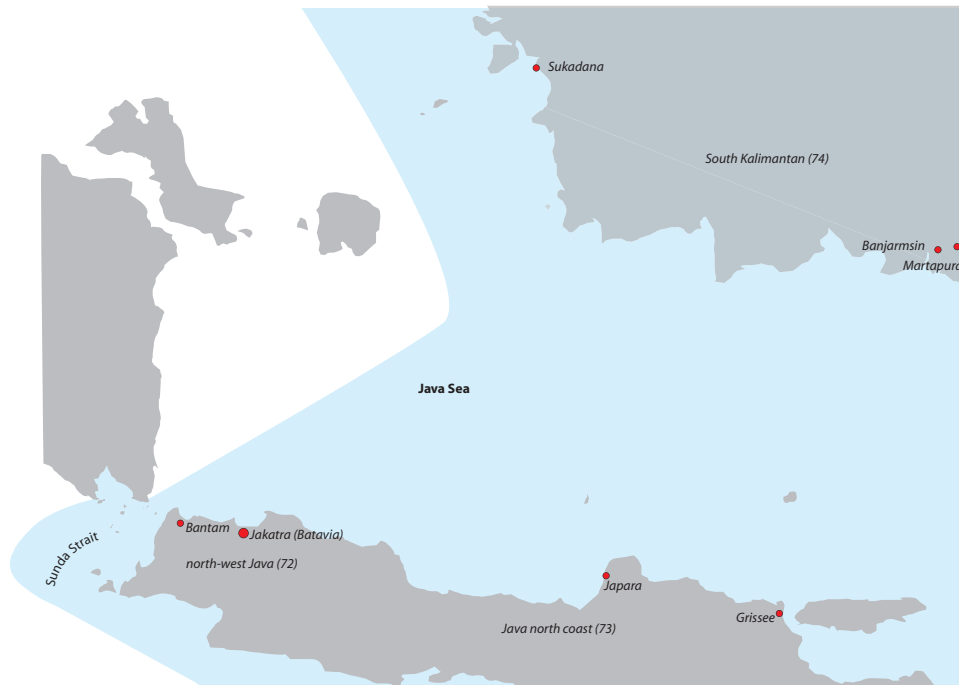 Sukadana
South Kalimantan (74)
Banjarmsin
Martapura
Java Sea
Bantam
Jakatra (Batavia)
Sunda Strait
north-west Java (72)
Japara
Grissee
Java north coast (73)